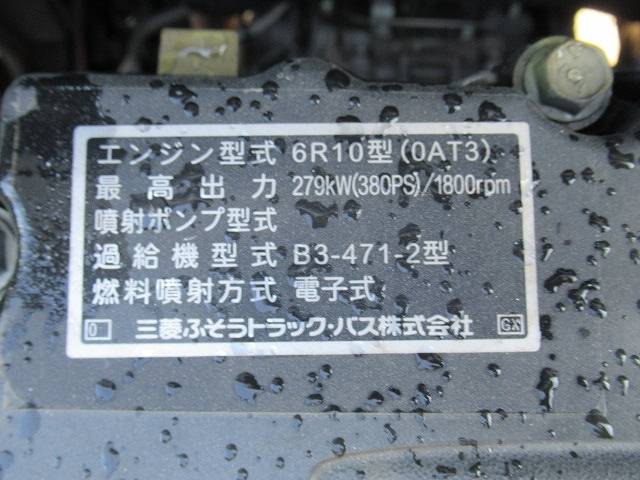 エンジン型式 6R10型(0AT3)
最高出力 279kW(380PS)/1800rpm
噴射ポンプ型式
過給機型式 B3-471-2型
燃料噴射方式 電子式
0 三菱ふそうトラック・バス株式会社 GX